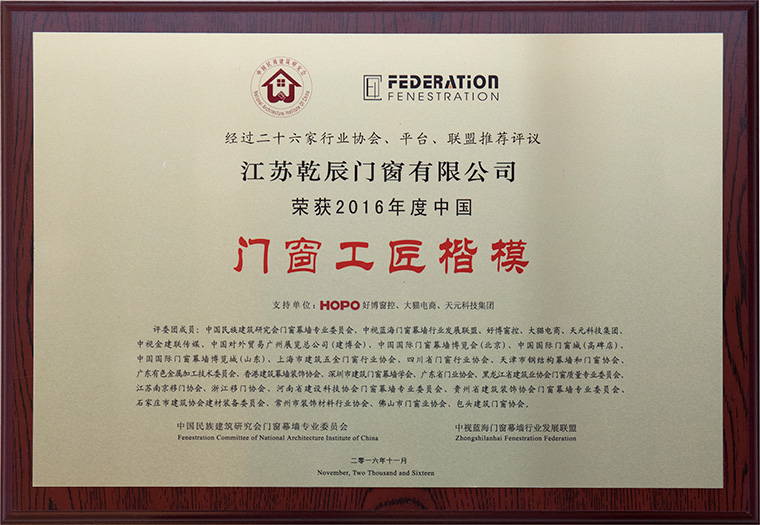 中国民族建筑研究会
National Architecture Institute Of China
FEDERATION
FENESTRATION
经过二十六家行业协会、平台、联盟推荐评议
江苏乾辰门窗有限公司
荣获2016年度中国
门窗工匠楷模
支持单位：HOPO 好博窗控、大猫电商、天元科技集团
评委团成员：中国民族建筑研究会门窗幕墙专业委员会、中视蓝海门窗幕墙行业发展联盟、好博窗控、大猫电商、天元科技集团、
中视金建联传媒、中国对外贸易广州展览总公司(建博会)、中国国际门窗幕墙博览会(北京)、中国国际门窗城(高碑店)、
中国国际门窗幕墙博览城(山东)、上海市建筑五金门窗行业协会、四川省门窗行业协会、天津市钢结构幕墙和门窗协会、
广东有色金属加工技术委员会、香港建筑幕墙装饰协会、深圳市建筑门窗幕墙学会、广东省门业协会、黑龙江省建筑业协会门窗质量专业委员会、
江苏南京移门协会、浙江移门协会、河南省建设科技协会门窗幕墙专业委员会、贵州省建筑装饰协会门窗幕墙专业委员会、
石家庄市建筑协会建材装备委员会、常州市装饰材料行业协会、佛山市门窗业协会、包头建筑门窗协会。
中国民族建筑研究会门窗幕墙专业委员会
Fenestration Committee of National Architecture Institute of China
中视蓝海门窗幕墙行业发展联盟
Zhongshilanhai Fenestration Federation
二零一六年十一月
November, Two Thousand and Sixteen